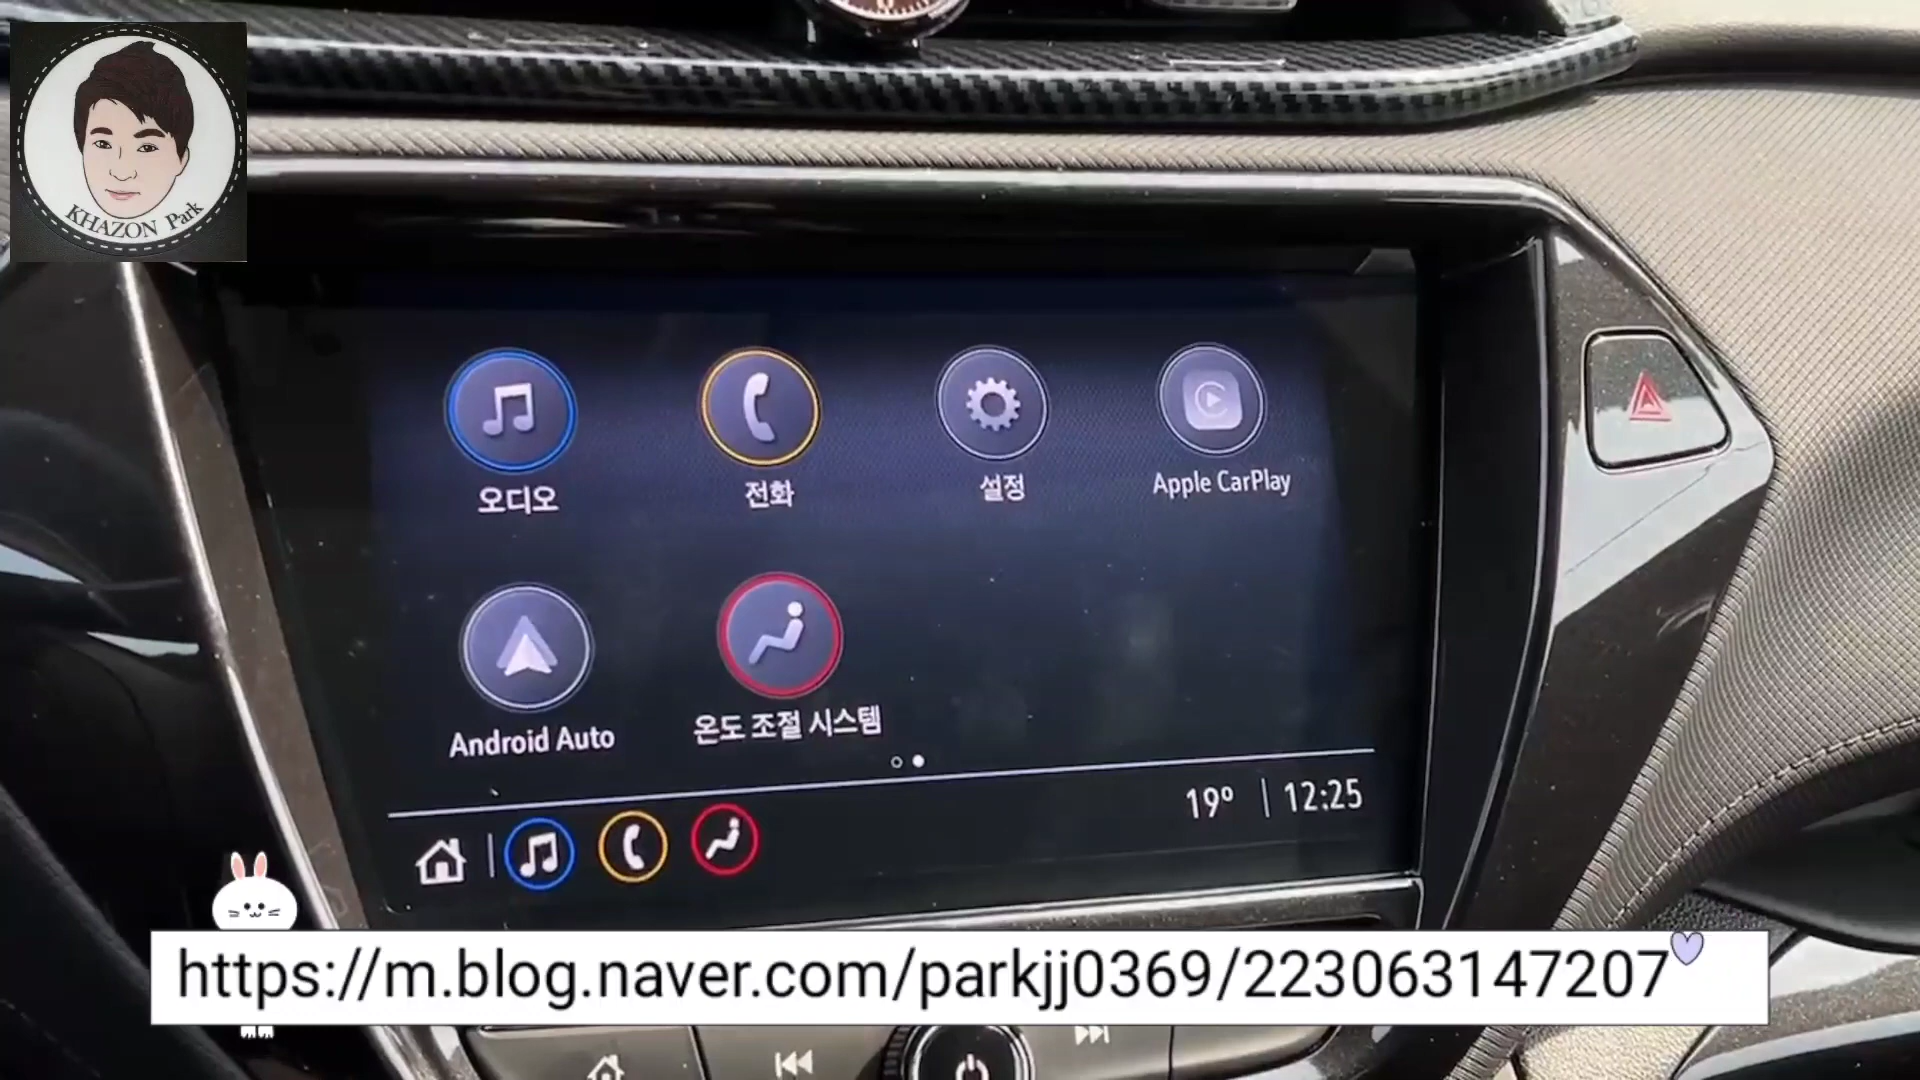 KHAZON Park
오디오
전화
설정
Apple CarPlay
Android Auto
온도 조절 시스템
19° | 12:25
https://m.blog.naver.com/parkjj0369/223063147207